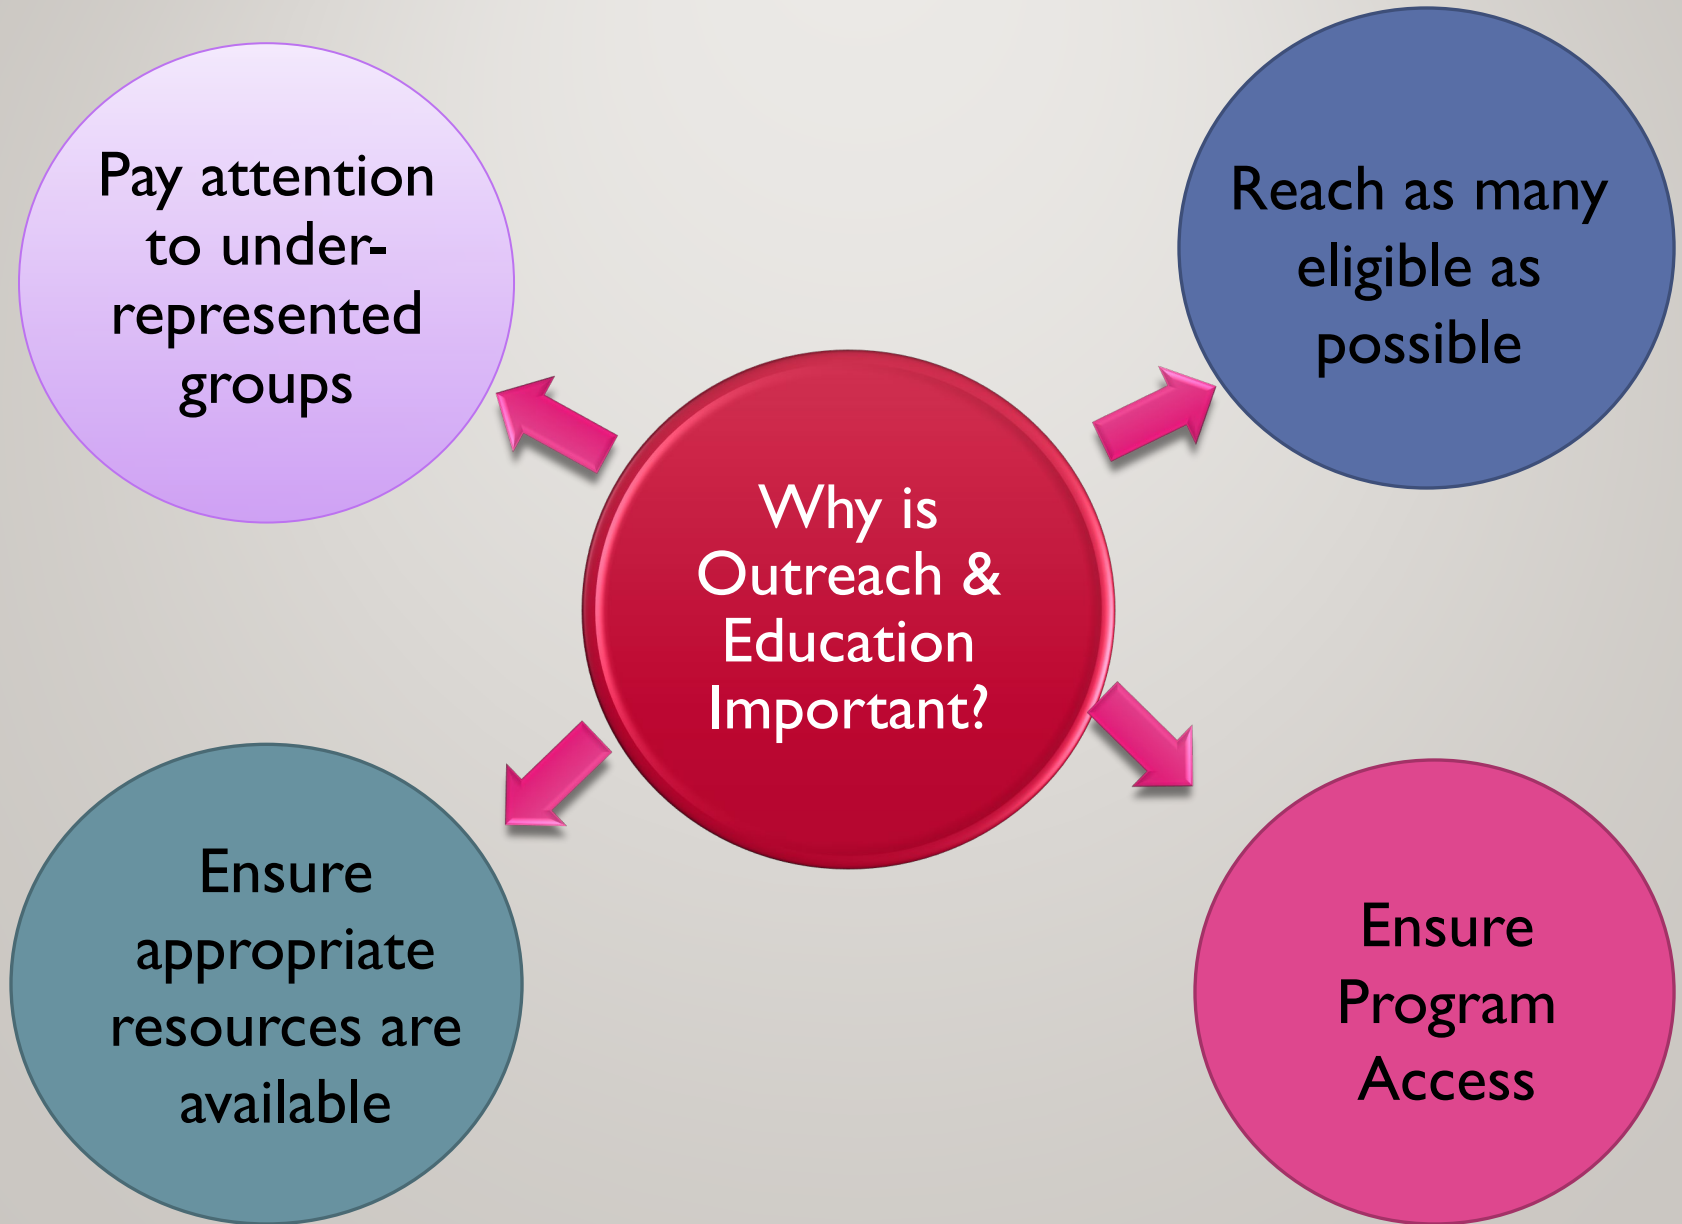 Pay attention
to under-
represented
groups
Reach as many
eligible as
possible
Why is
Outreach &
Education
Important?
Ensure
appropriate
resources are
available
Ensure
Program
Access